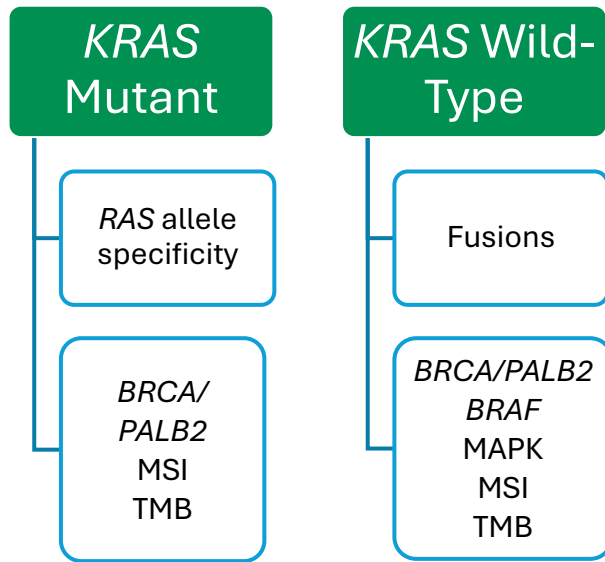 KRAS
Mutant
RAS allele
specificity
BRCA/
PALB2
MSI
TMB
KRAS Wild-
Type
Fusions
BRCA/PALB2
BRAF
MAPK
MSI
TMB